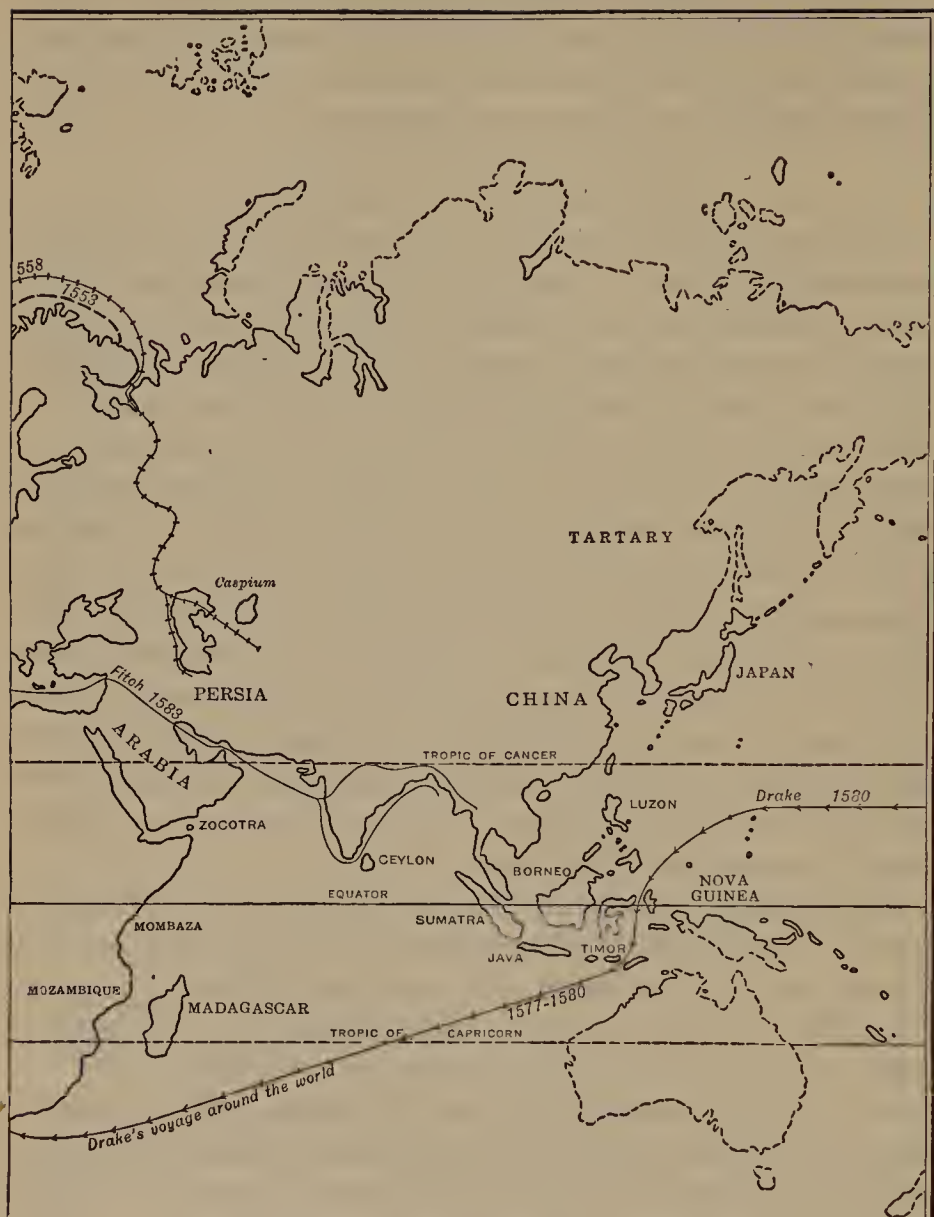 558
1553
TARTARY
Caspium
JAPAN
PERSIA
CHINA
Fitch 1583
ARABIA
TROPIC OF CANCER
Drake 1580
LUZON
ZOCOTRA
CEYLON
BORNEO
NOVA
GUINEA
EQUATOR
SUMATRA
MOMBAZA
JAVA
TIMOR
MOZAMBIQUE
MADAGASCAR
1577-1580
TROPIC OF CAPRICORN
Drake's voyage around the world